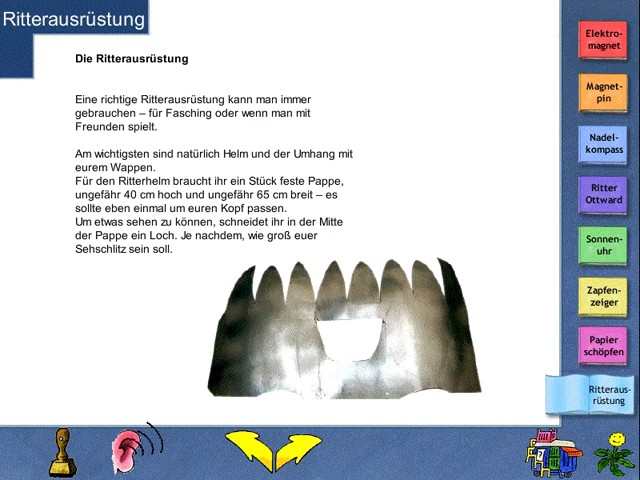 Ritterausrüstung
Die Ritterausrüstung
Eine richtige Ritterausrüstung kann man immer
gebrauchen – für Fasching oder wenn man mit
Freunden spielt.
Am wichtigsten sind natürlich Helm und der Umhang mit
eurem Wappen.
Für den Ritterhelm braucht ihr ein Stück feste Pappe,
ungefähr 40 cm hoch und ungefähr 65 cm breit – es
sollte eben einmal um euren Kopf passen.
Um etwas sehen zu können, schneidet ihr in der Mitte
der Pappe ein Loch. Je nachdem, wie groß euer
Sehschlitz sein soll.
Elektro-
magnet
Magnet-
pin
Nadel-
kompass
Ritter
Ottward
Sonnen-
uhr
Zapfen-
zeiger
Papier
schöpfen
Ritteraus-
rüstung